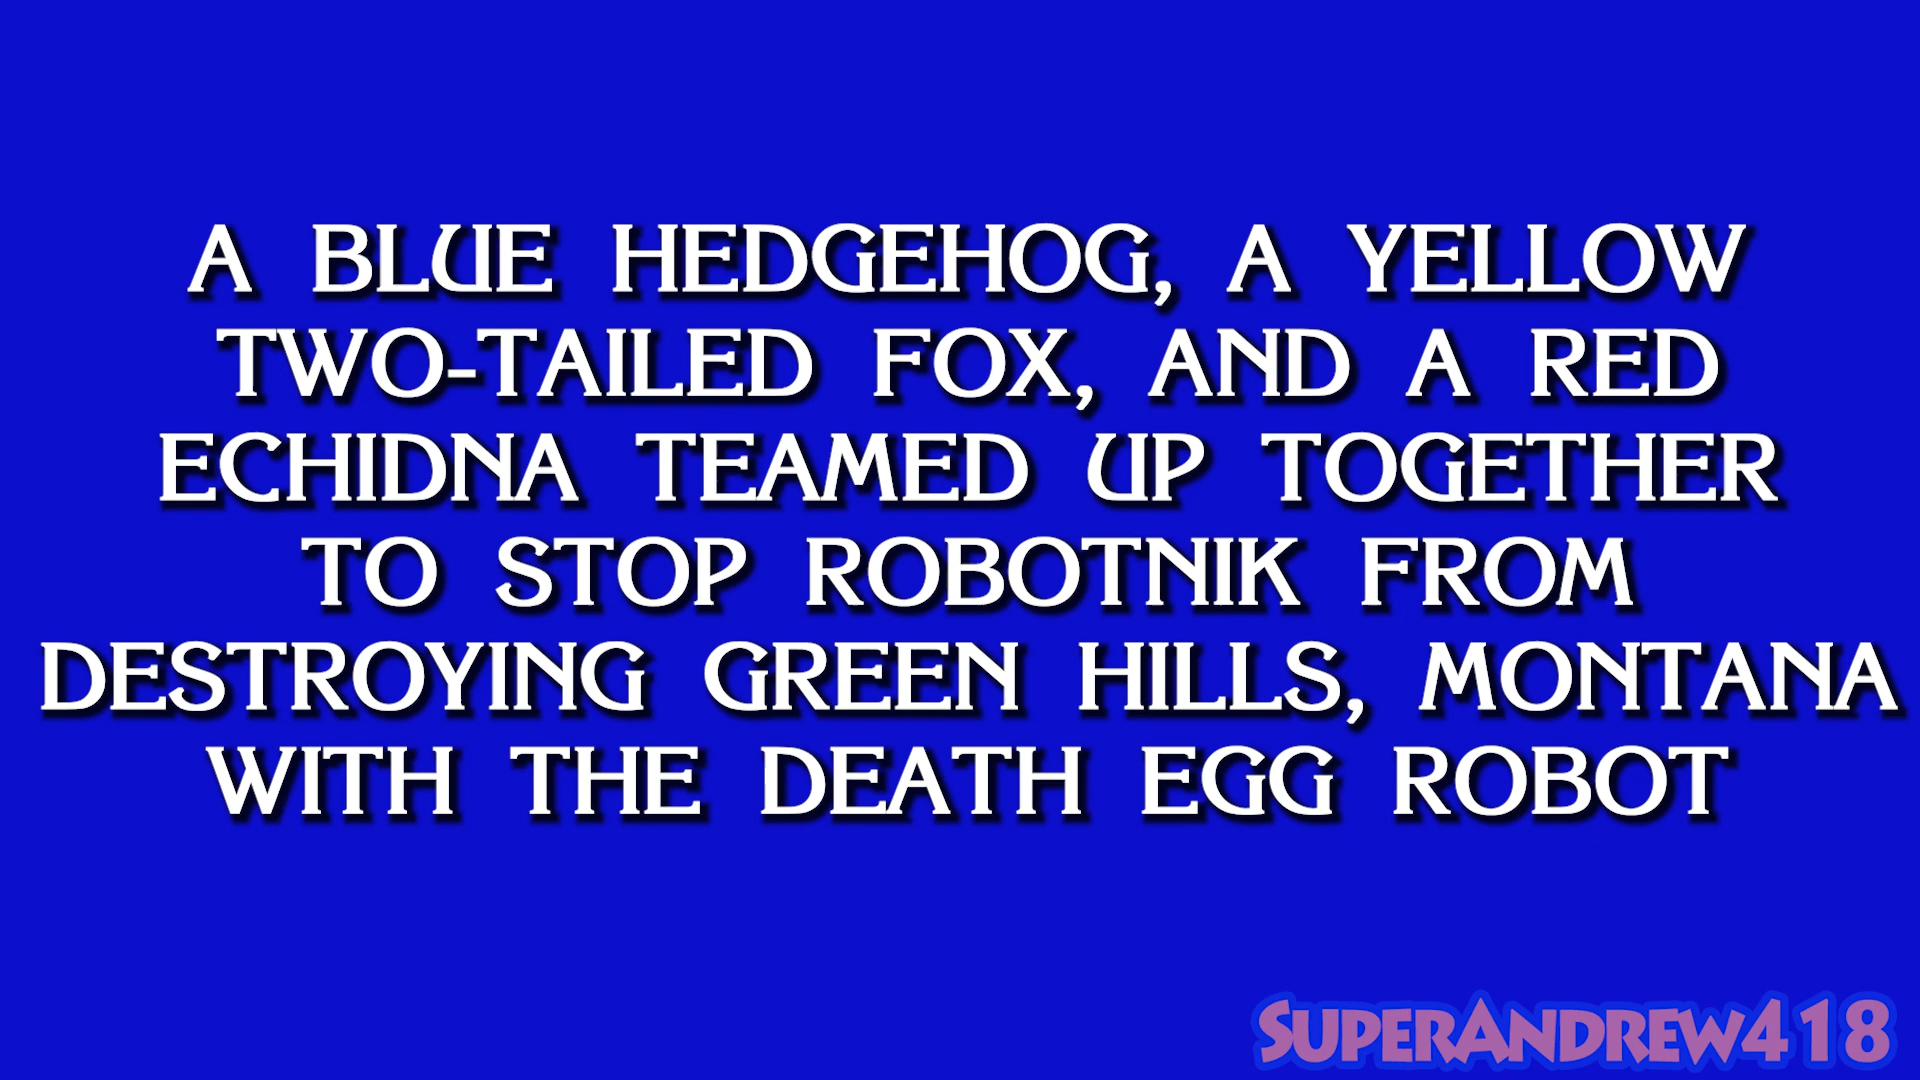 A BLUE HEDGEHOG, A YELLOW
TWO-TAILED FOX, AND A RED
ECHIDNA TEAMED UP TOGETHER
TO STOP ROBOTNIK FROM
DESTROYING GREEN HILLS, MONTANA
WITH THE DEATH EGG ROBOT
SUPERANDREW418